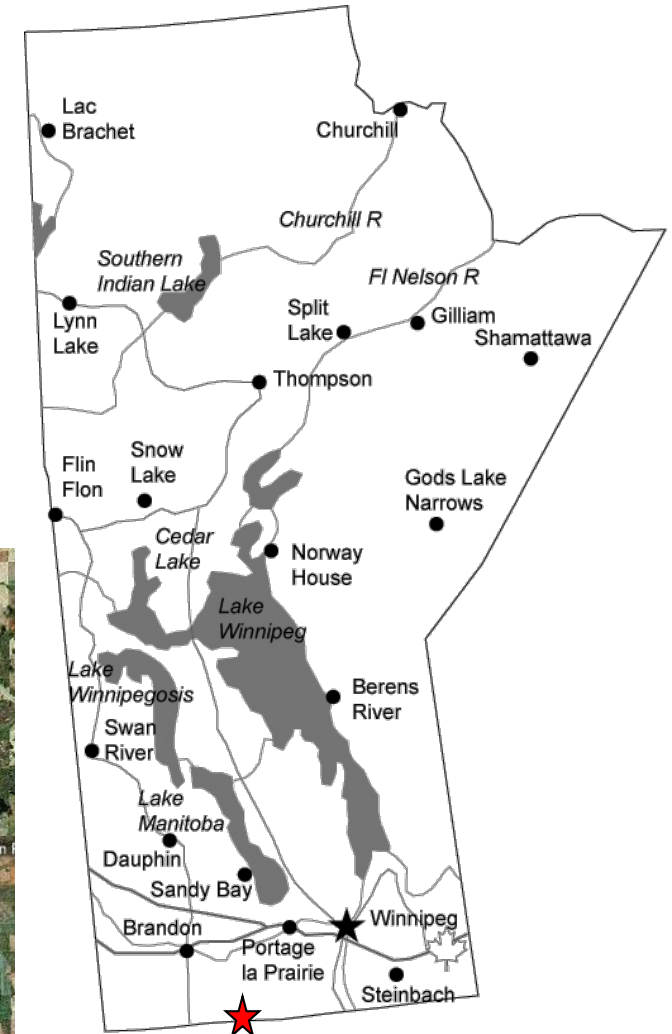 Lac
Brachet
Churchill
Churchill R
Southern
Indian Lake
Fl Nelson R
Lynn
Lake
Split
Lake
Gilliam
Shamattawa
Thompson
Snow
Lake
Flin
Flon
Gods Lake
Narrows
Cedar
Lake
Norway
House
Lake
Winnipeg
Lake
Winnipegosis
Berens
River
Swan
River
Lake
Manitoba
Dauphin
Sandy Bay
Brandon
Winnipeg
Portage
la Prairie
Steinbach